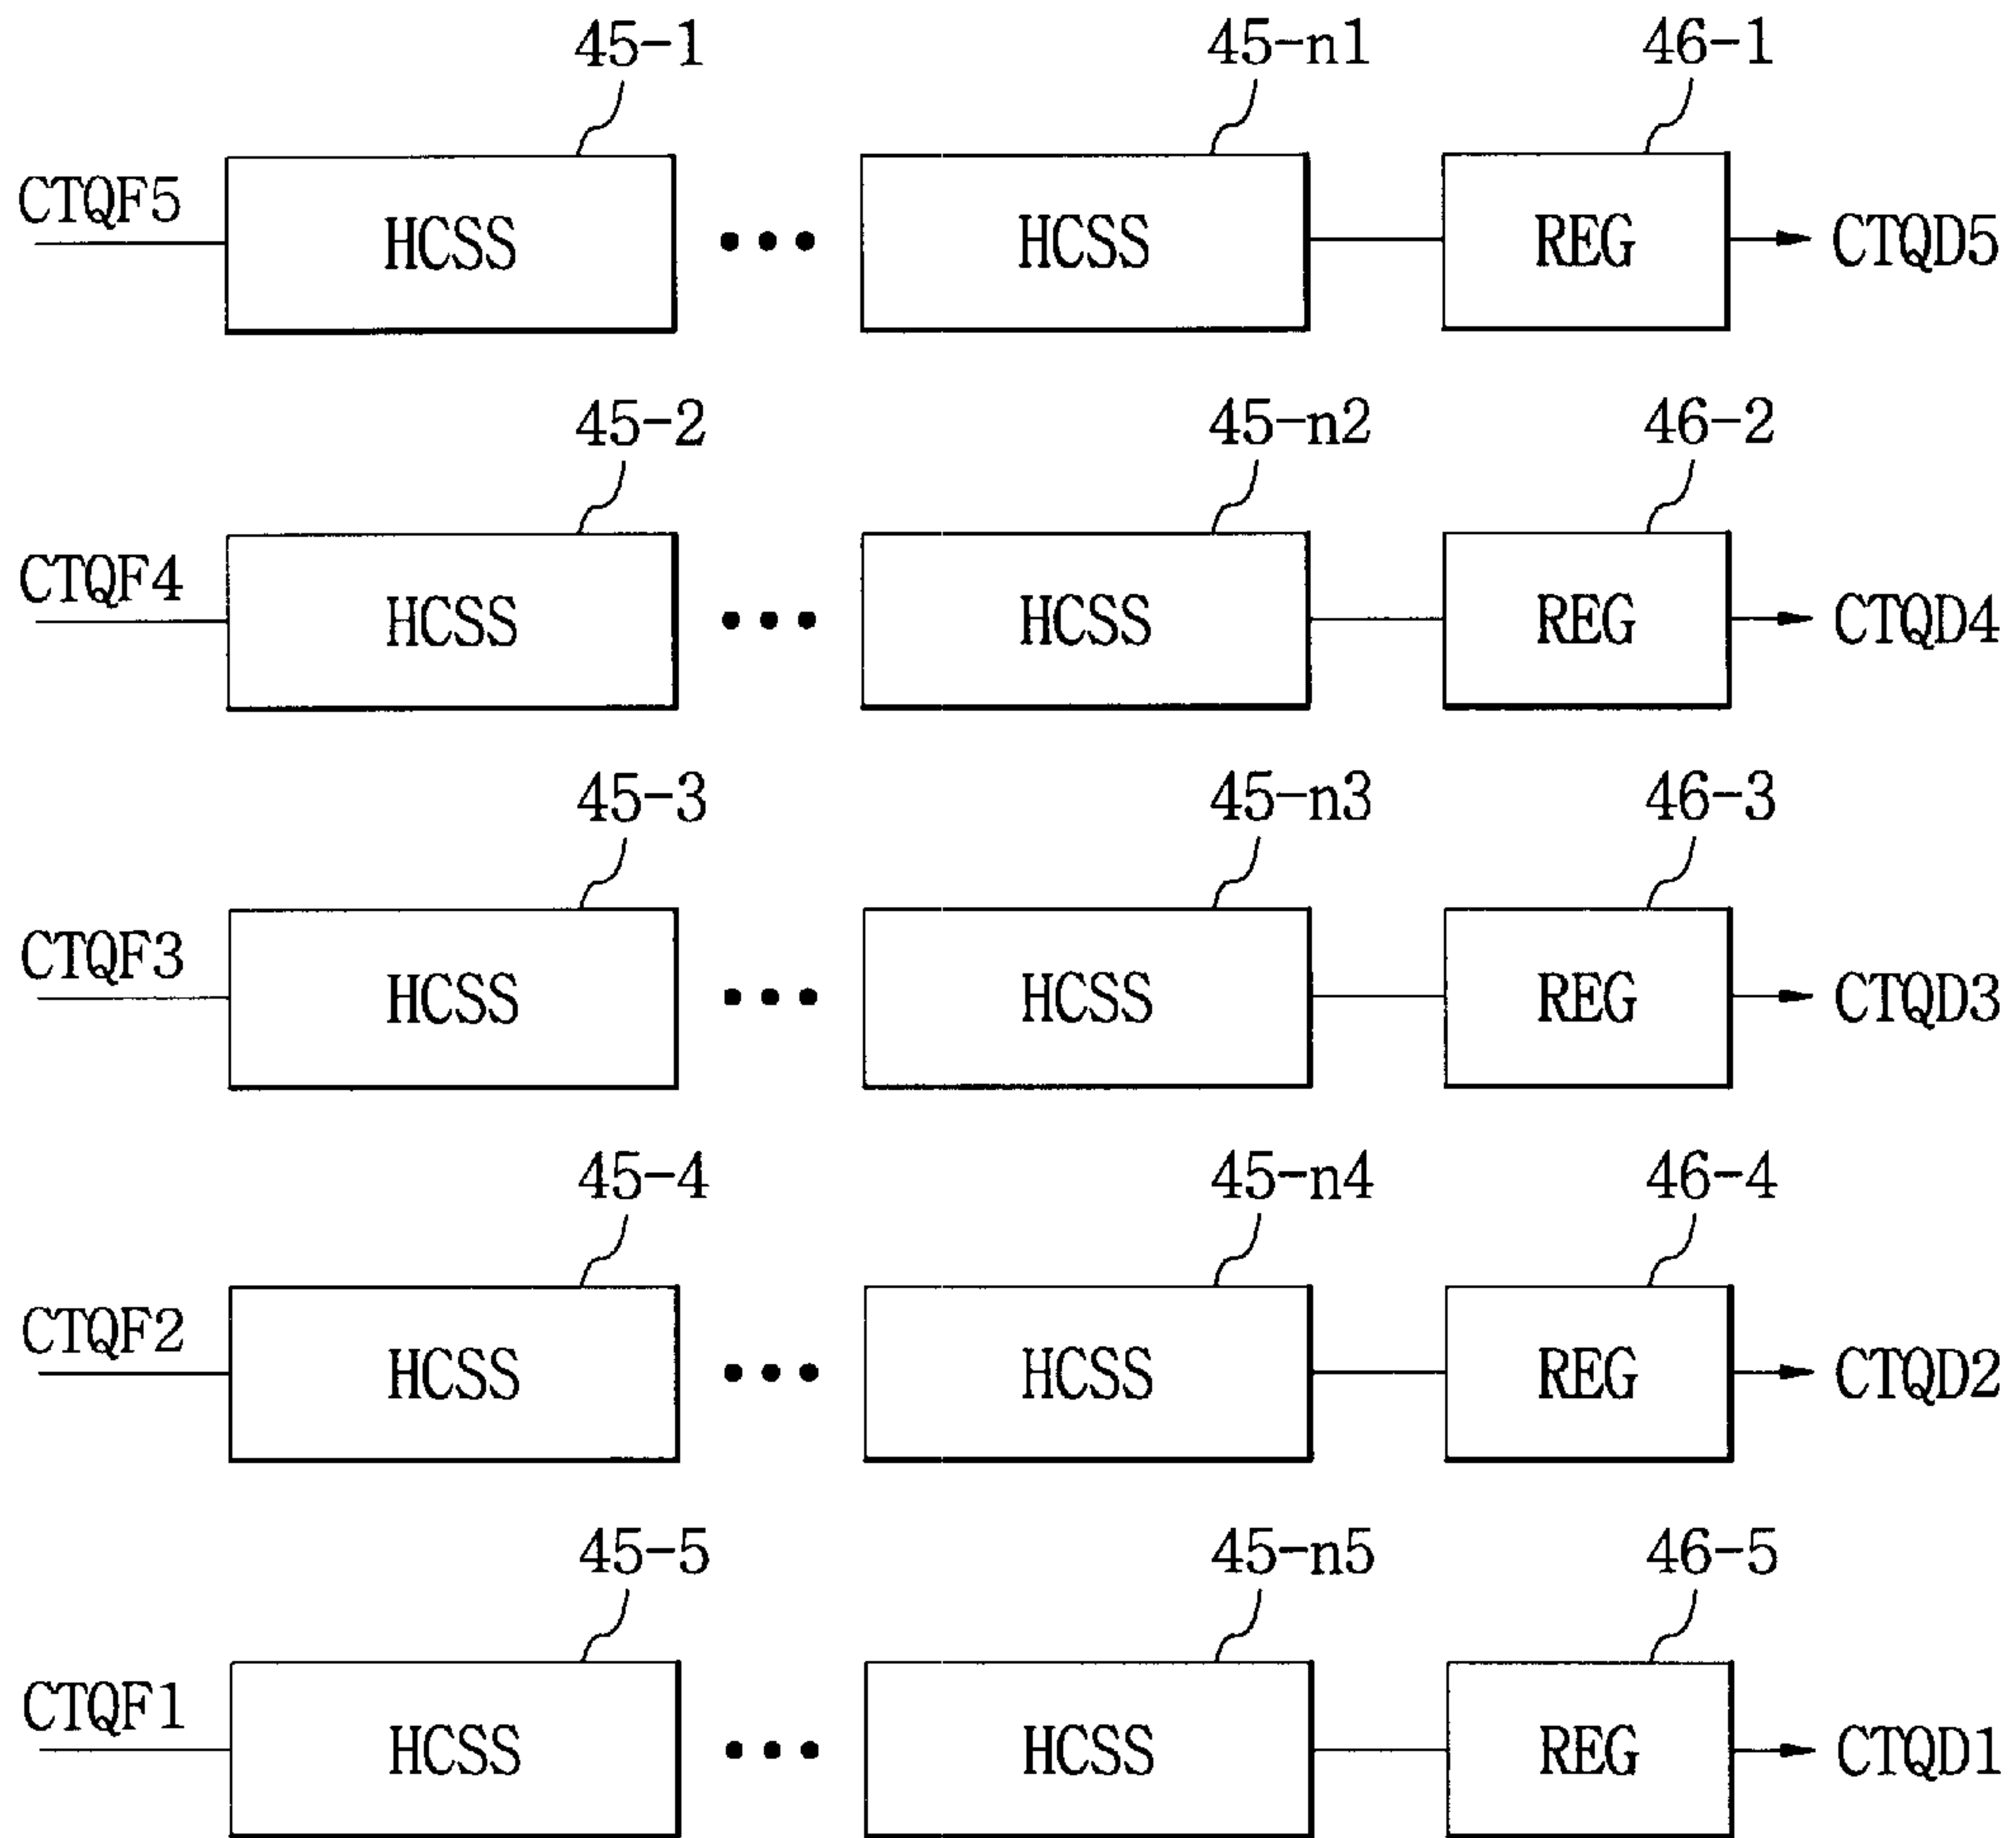 45-1 45-n1 46-1
CTQF5 HCSS HCSS REG CTQD5
45-2 45-n2 46-2
CTQF4 HCSS HCSS REG CTQD4
45-3 45-n3 46-3
CTQF3 HCSS HCSS REG CTQD3
45-4 45-n4 46-4
CTQF2 HCSS HCSS REG CTQD2
45-5 45-n5 46-5
CTQF1 HCSS HCSS REG CTQD1